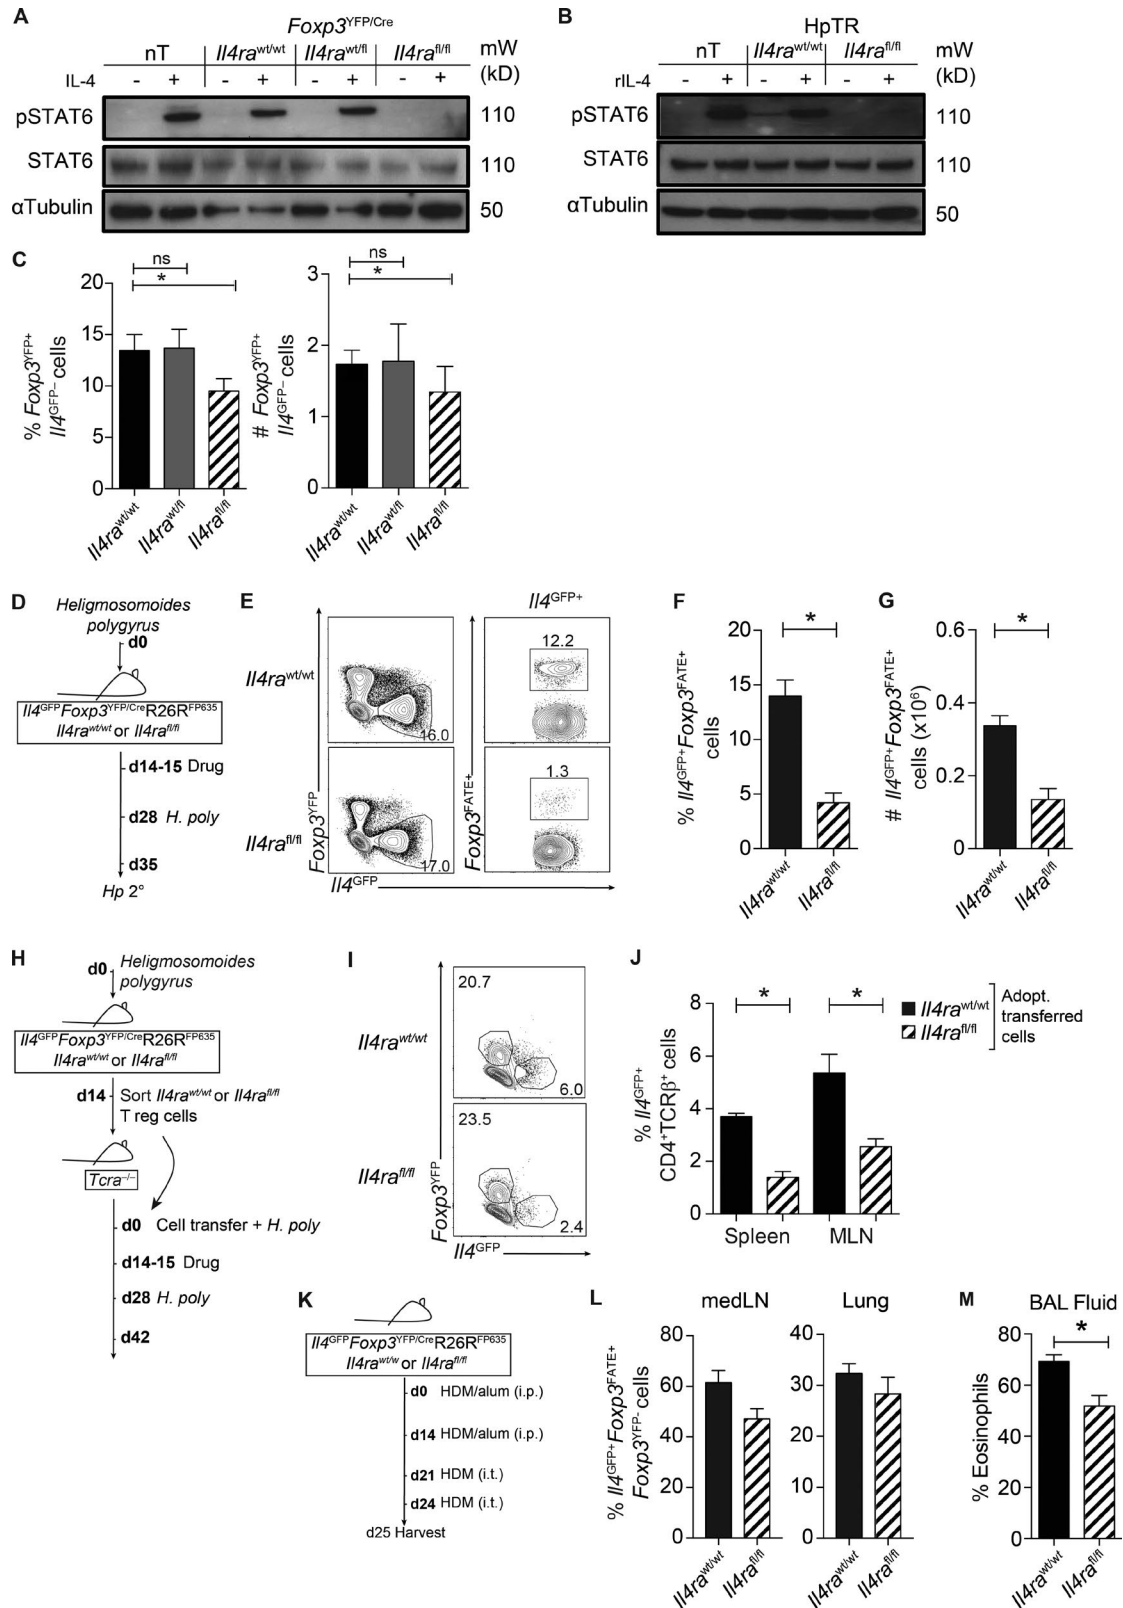 A
Foxp3YFP/Cre
nT Il4rawt/wt Il4rawt/fl Il4rafl/fl mW
IL-4 - + - + - + - + (kD)
pSTAT6 110
STAT6 110
αTubulin 50
B
HpTR
nT Il4rawt/wt Il4rafl/fl mW
rIL-4 - + - + - + (kD)
pSTAT6 110
STAT6 110
αTubulin 50
C
ns
*
20
15
10
5
0
% Foxp3YFP+
Il4GFP– cells
Il4rawt/wt
Il4rawt/fl
Il4rafl/fl
ns
*
3
2
1
0
# Foxp3YFP+
Il4GFP– cells
Il4rawt/wt
Il4rawt/fl
Il4rafl/fl
D
Heligmosomoides
polygyrus
d0
Il4GFPFoxp3YFP/CreR26RFP635
Il4rawt/wt or Il4rafl/fl
d14-15 Drug
d28 H. poly
d35
Hp 2°
E
Il4GFP+
Il4rawt/wt
16.0
12.2
Il4rafl/fl
17.0
1.3
Foxp3YFP
Foxp3FATE+
Il4GFP
F
*
20
15
10
5
0
% Il4GFP+Foxp3FATE+
cells
Il4rawt/wt
Il4rafl/fl
G
*
0.6
0.4
0.2
0
# Il4GFP+Foxp3FATE+
cells (x10⁶)
Il4rawt/wt
Il4rafl/fl
H
d0 Heligmosomoides
polygyrus
Il4GFPFoxp3YFP/CreR26RFP635
Il4rawt/wt or Il4rafl/fl
d14 Sort Il4rawt/wt or Il4rafl/fl
T reg cells
Tcra–/–
d0 Cell transfer + H. poly
d14-15 Drug
d28 H. poly
d42
I
Il4rawt/wt
20.7
6.0
Il4rafl/fl
23.5
2.4
Foxp3YFP
Il4GFP
J
8
6
4
2
0
% Il4GFP+
CD4+TCRβ+ cells
* *
Spleen MLN
Il4rawt/wt
Il4rafl/fl
Adopt.
transferred
cells
K
Il4GFPFoxp3YFP/CreR26RFP635
Il4rawt/w or Il4rafl/fl
d0 HDM/alum (i.p.)
d14 HDM/alum (i.p.)
d21 HDM (i.t.)
d24 HDM (i.t.)
d25 Harvest
L
medLN
80
60
40
20
0
% Il4GFP+Foxp3FATE+
Foxp3YFP- cells
Il4rawt/wt
Il4rafl/fl
Lung
40
30
20
10
0
Il4rawt/wt
Il4rafl/fl
M
BAL Fluid
*
80
60
40
20
0
% Eosinophils
Il4rawt/wt
Il4rafl/fl